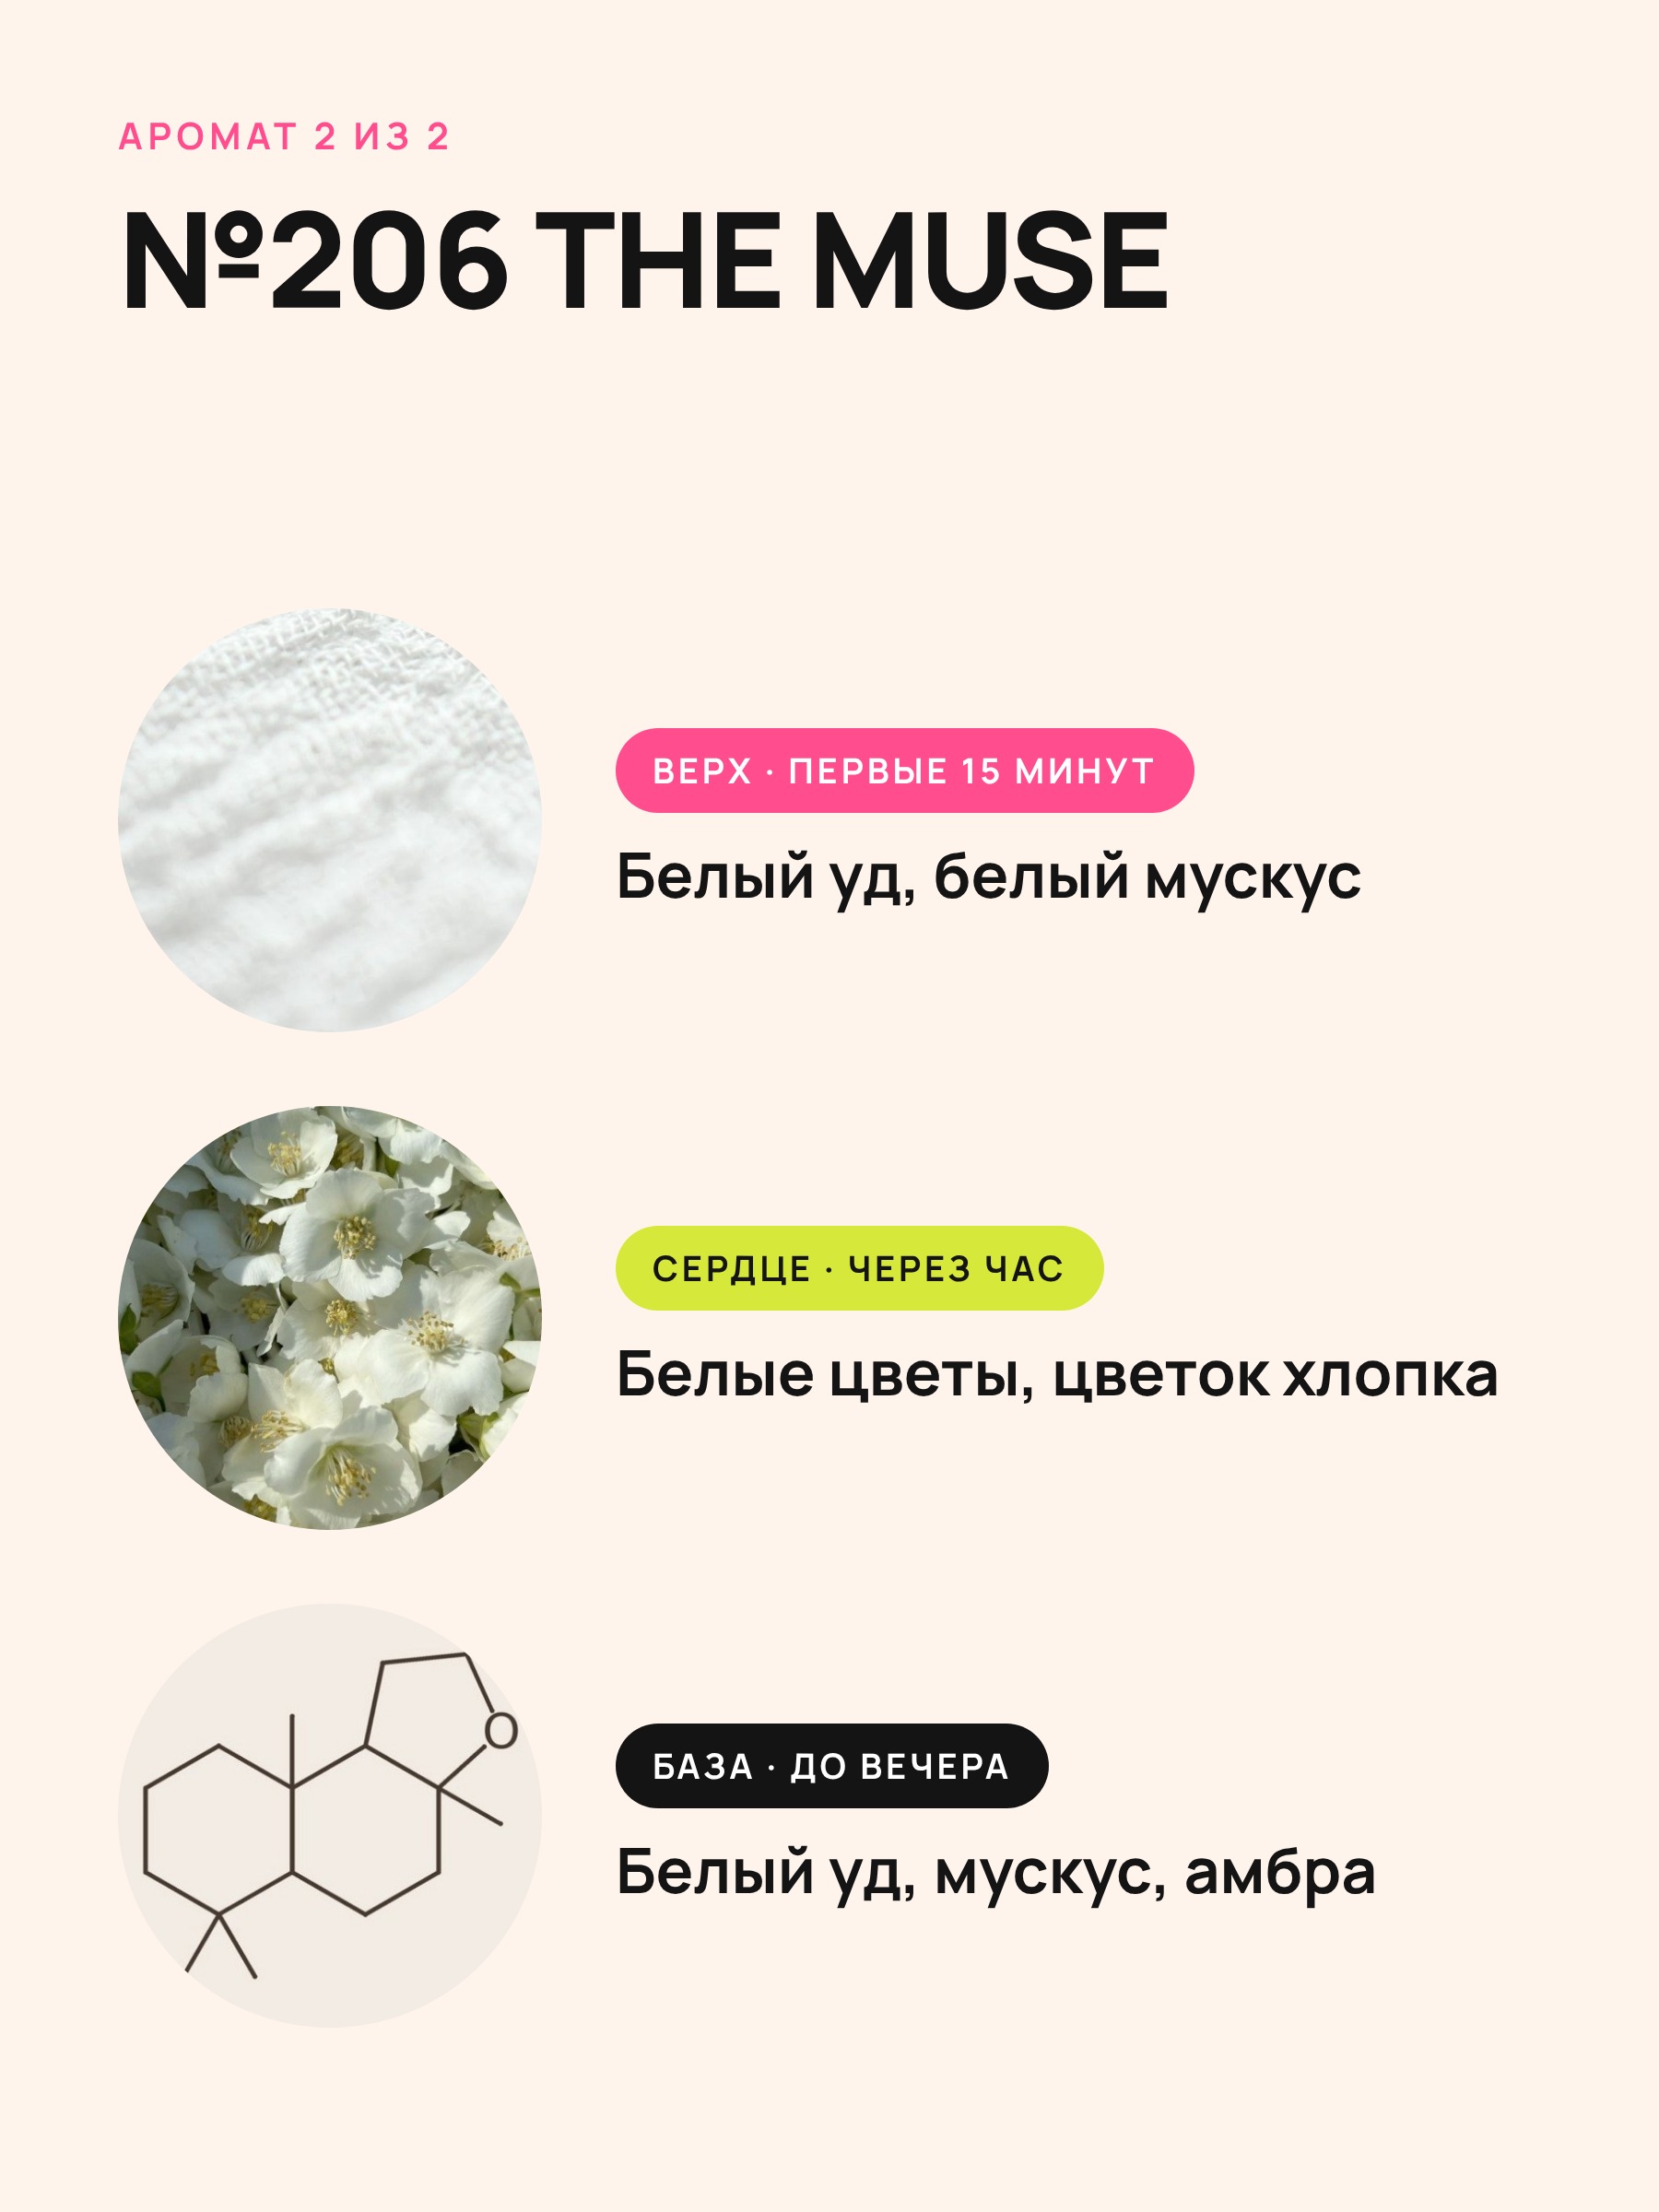 АРОМАТ 2 ИЗ 2
№206 THE MUSE
ВЕРХ · ПЕРВЫЕ 15 МИНУТ
Белый уд, белый мускус
СЕРДЦЕ · ЧЕРЕЗ ЧАС
Белые цветы, цветок хлопка
O
БАЗА · ДО ВЕЧЕРА
Белый уд, мускус, амбра